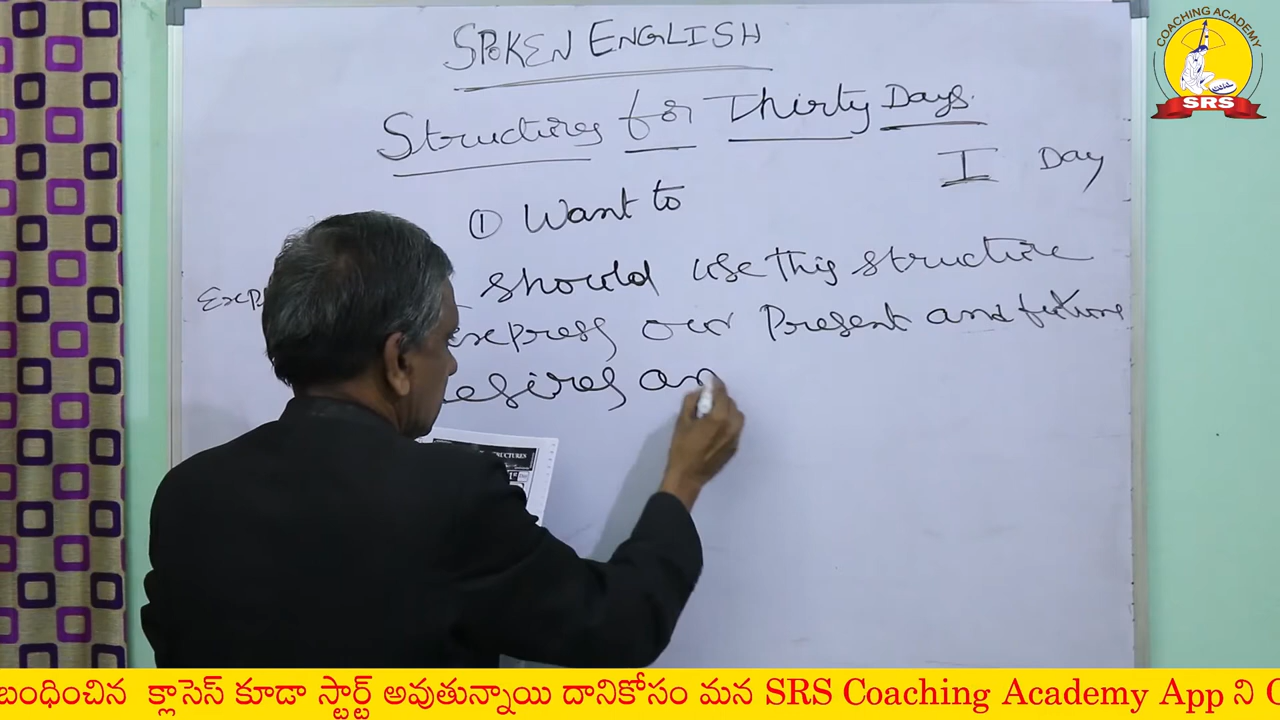 COACHING ACADEMY
SRS
SPOKEN ENGLISH
Structures for Thirty Days.
I Day
① Want to
should use this structure
express our Present and future
desires an
STRUCTURES
బంధించిన క్లాసెస్ కూడా స్టార్ట్ అవుతున్నాయి దానికోసం మన SRS Coaching Academy App ని